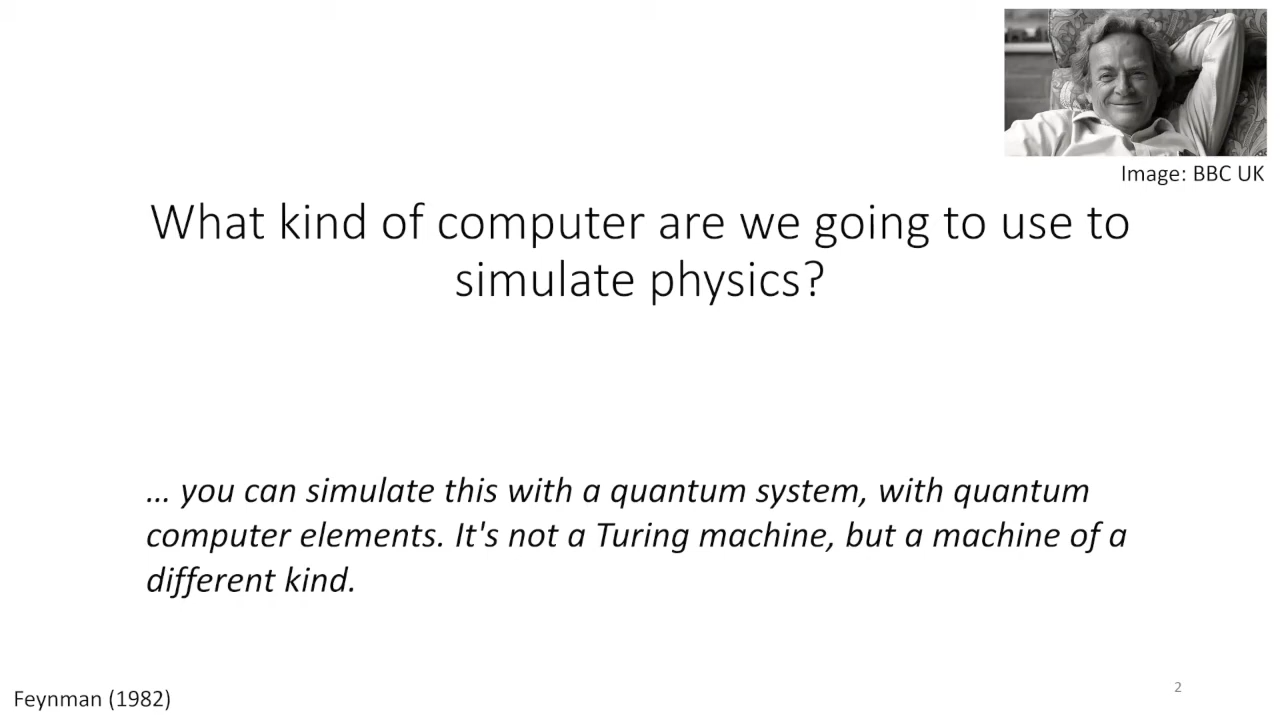 Image: BBC UK
What kind of computer are we going to use to
simulate physics?
… you can simulate this with a quantum system, with quantum
computer elements. It's not a Turing machine, but a machine of a
different kind.
Feynman (1982)
2